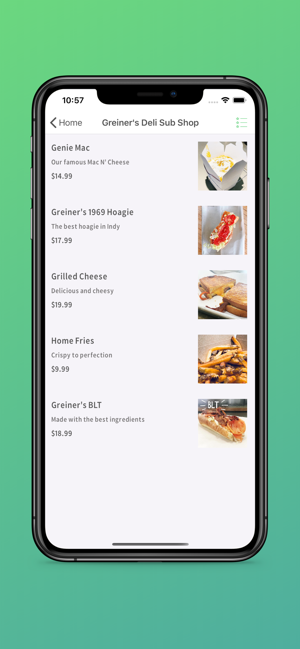 10:57
Home
Greiner's Deli Sub Shop
Genie Mac
Our famous Mac N' Cheese
$14.99
Greiner's 1969 Hoagie
The best hoagie in Indy
$17.99
Grilled Cheese
Delicious and cheesy
$19.99
Home Fries
Crispy to perfection
$9.99
Greiner's BLT
Made with the best ingredients
$18.99
BLT